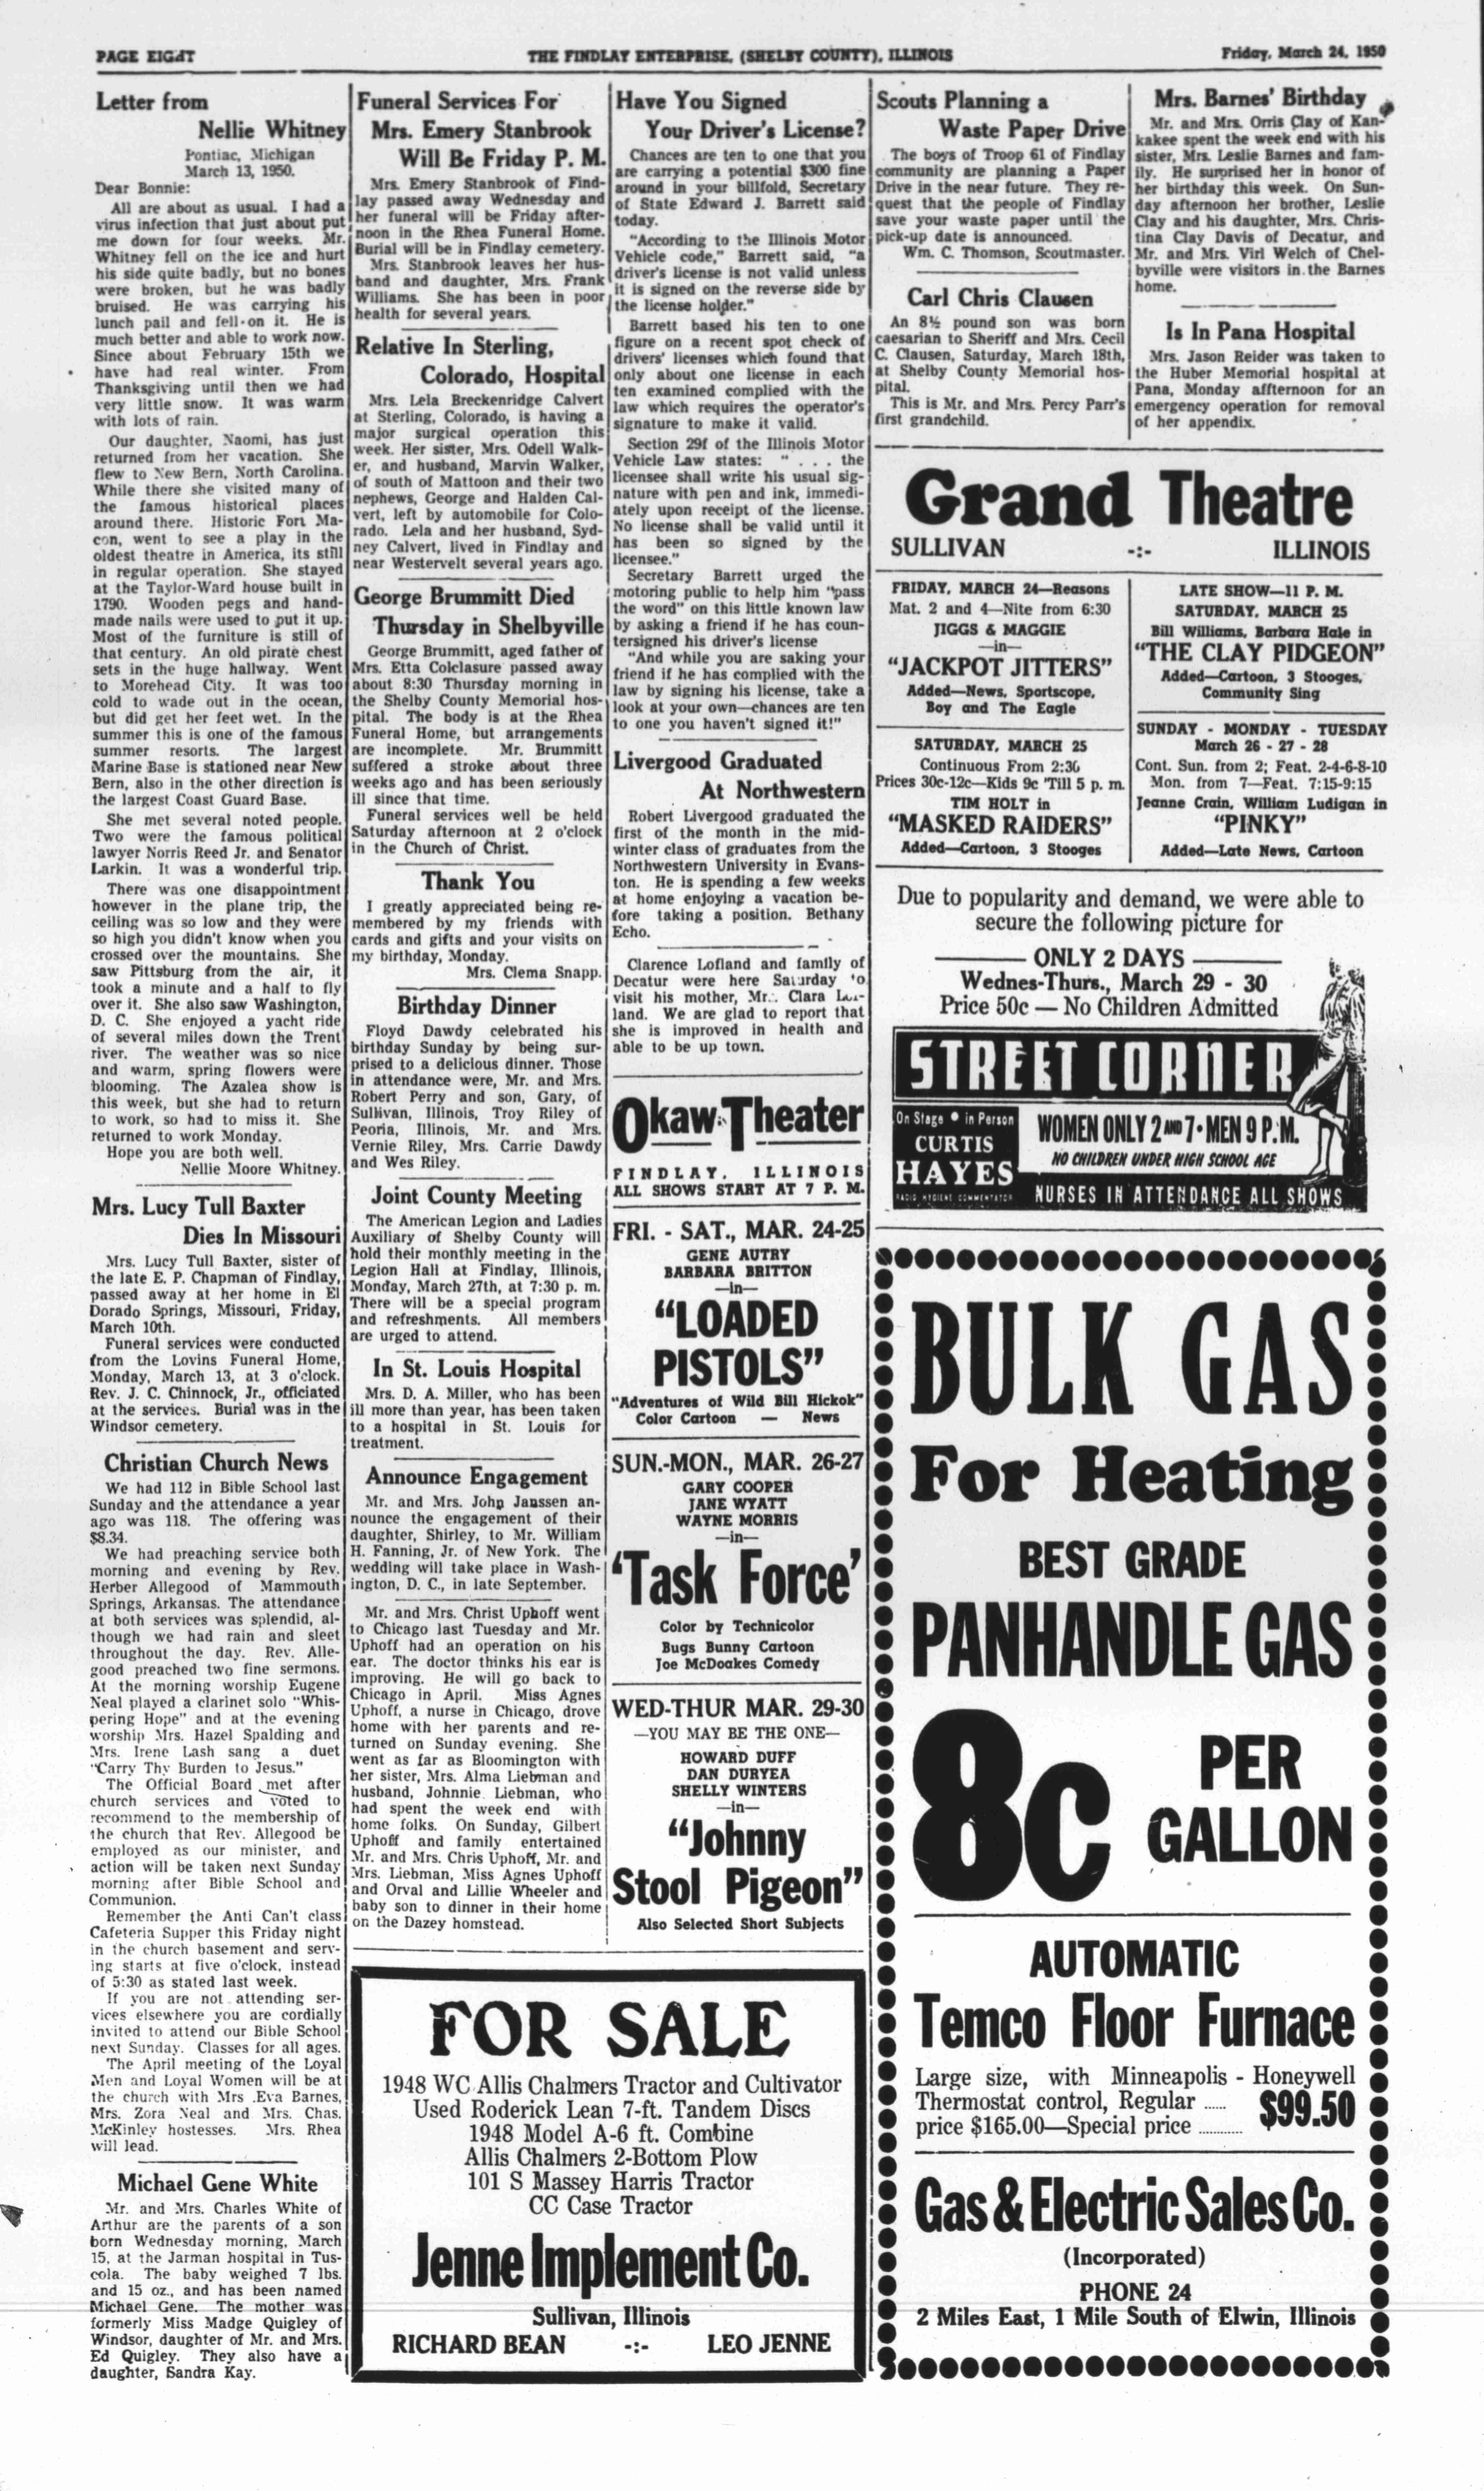 PAGE EIGHT
THE FINDLAY ENTERPRISE, (SHELBY COUNTY), ILLINOIS
Friday, March 24, 1950
Letter from
Nellie Whitney
Pontiac, Michigan
March 13, 1950.
Dear Bonnie:
All are about as usual. I had a
virus infection that just about put
me down for four weeks. Mr.
Whitney fell on the ice and hurt
his side quite badly, but no bones
were broken, but he was badly
bruised. He was carrying his
lunch pail and fell on it. He is
much better and able to work now.
Since about February 15th we
have had real winter. From
Thanksgiving until then we had
very little snow. It was warm
with lots of rain.
Our daughter, Naomi, has just
returned from her vacation. She
flew to New Bern, North Carolina.
While there she visited many of
the famous historical places
around there. Historic Fort Ma-
con, went to see a play in the
oldest theatre in America, its still
in regular operation. She stayed
at the Taylor-Ward house built in
1790. Wooden pegs and hand-
made nails were used to put it up.
Most of the furniture is still of
that century. An old pirate chest
sets in the huge hallway. Went
to Morehead City. It was too
cold to wade out in the ocean,
but did get her feet wet. In the
summer this is one of the famous
summer resorts. The largest
Marine Base is stationed near New
Bern, also in the other direction is
the largest Coast Guard Base.
She met several noted people.
Two were the famous political
lawyer Norris Reed Jr. and Senator
Larkin. It was a wonderful trip.
There was one disappointment
however in the plane trip, the
ceiling was so low and they were
so high you didn't know when you
crossed over the mountains. She
saw Pittsburg from the air, it
took a minute and a half to fly
over it. She also saw Washington,
D. C. She enjoyed a yacht ride
of several miles down the Trent
river. The weather was so nice
and warm, spring flowers were
blooming. The Azalea show is
this week, but she had to return
to work, so had to miss it. She
returned to work Monday.
Hope you are both well.
Nellie Moore Whitney.
Mrs. Lucy Tull Baxter
Dies In Missouri
Mrs. Lucy Tull Baxter, sister of
the late E. P. Chapman of Findlay,
passed away at her home in El
Dorado Springs, Missouri, Friday,
March 10th.
Funeral services were conducted
from the Lovins Funeral Home,
Monday, March 13, at 3 o'clock.
Rev. J. C. Chinnock, Jr., officiated
at the services. Burial was in the
Windsor cemetery.
Christian Church News
We had 112 in Bible School last
Sunday and the attendance a year
ago was 118. The offering was
$8.34.
We had preaching service both
morning and evening by Rev.
Herber Allegood of Mammouth
Springs, Arkansas. The attendance
at both services was splendid, al-
though we had rain and sleet
throughout the day. Rev. Alle-
good preached two fine sermons.
At the morning worship Eugene
Neal played a clarinet solo "Whis-
pering Hope" and at the evening
worship Mrs. Hazel Spalding and
Mrs. Irene Lash sang a duet
"Carry Thy Burden to Jesus."
The Official Board met after
church services and voted to
recommend to the membership of
the church that Rev. Allegood be
employed as our minister, and
action will be taken next Sunday
morning after Bible School and
Communion.
Remember the Anti Can't class
Cafeteria Supper this Friday night
in the church basement and serv-
ing starts at five o'clock, instead
of 5:30 as stated last week.
If you are not attending ser-
vices elsewhere you are cordially
invited to attend our Bible School
next Sunday. Classes for all ages.
The April meeting of the Loyal
Men and Loyal Women will be at
the church with Mrs .Eva Barnes,
Mrs. Zora Neal and Mrs. Chas.
McKinley hostesses. Mrs. Rhea
will lead.
Michael Gene White
Mr. and Mrs. Charles White of
Arthur are the parents of a son
born Wednesday morning, March
15, at the Jarman hospital in Tus-
cola. The baby weighed 7 lbs.
and 15 oz., and has been named
Michael Gene. The mother was
formerly Miss Madge Quigley of
Windsor, daughter of Mr. and Mrs.
Ed Quigley. They also have a
daughter, Sandra Kay.
Funeral Services For
Mrs. Emery Stanbrook
Will Be Friday P. M.
Mrs. Emery Stanbrook of Find-
lay passed away Wednesday and
her funeral will be Friday after-
noon in the Rhea Funeral Home.
Burial will be in Findlay cemetery.
Mrs. Stanbrook leaves her hus-
band and daughter, Mrs. Frank
Williams. She has been in poor
health for several years.
Relative In Sterling,
Colorado, Hospital
Mrs. Lela Breckenridge Calvert
at Sterling, Colorado, is having a
major surgical operation this
week. Her sister, Mrs. Odell Walk-
er, and husband, Marvin Walker,
of south of Mattoon and their two
nephews, George and Halden Cal-
vert, left by automobile for Colo-
rado. Lela and her husband, Syd-
ney Calvert, lived in Findlay and
near Westervelt several years ago.
George Brummitt Died
Thursday in Shelbyville
George Brummitt, aged father of
Mrs. Etta Colclasure passed away
about 8:30 Thursday morning in
the Shelby County Memorial hos-
pital. The body is at the Rhea
Funeral Home, but arrangements
are incomplete. Mr. Brummitt
suffered a stroke about three
weeks ago and has been seriously
ill since that time.
Funeral services well be held
Saturday afternoon at 2 o'clock
in the Church of Christ.
Thank You
I greatly appreciated being re-
membered by my friends with
cards and gifts and your visits on
my birthday, Monday.
Mrs. Clema Snapp.
Birthday Dinner
Floyd Dawdy celebrated his
birthday Sunday by being sur-
prised to a delicious dinner. Those
in attendance were, Mr. and Mrs.
Robert Perry and son, Gary, of
Sullivan, Illinois, Troy Riley of
Peoria, Illinois, Mr. and Mrs.
Vernie Riley, Mrs. Carrie Dawdy
and Wes Riley.
Joint County Meeting
The American Legion and Ladies
Auxiliary of Shelby County will
hold their monthly meeting in the
Legion Hall at Findlay, Illinois,
Monday, March 27th, at 7:30 p. m.
There will be a special program
and refreshments. All members
are urged to attend.
In St. Louis Hospital
Mrs. D. A. Miller, who has been
ill more than year, has been taken
to a hospital in St. Louis for
treatment.
Announce Engagement
Mr. and Mrs. John Janssen an-
nounce the engagement of their
daughter, Shirley, to Mr. William
H. Fanning, Jr. of New York. The
wedding will take place in Wash-
ington, D. C., in late September.
Mr. and Mrs. Christ Uphoff went
to Chicago last Tuesday and Mr.
Uphoff had an operation on his
ear. The doctor thinks his ear is
improving. He will go back to
Chicago in April. Miss Agnes
Uphoff, a nurse in Chicago, drove
home with her parents and re-
turned on Sunday evening. She
went as far as Bloomington with
her sister, Mrs. Alma Liebman and
husband, Johnnie Liebman, who
had spent the week end with
home folks. On Sunday, Gilbert
Uphoff and family entertained
Mr. and Mrs. Chris Uphoff, Mr. and
Mrs. Liebman, Miss Agnes Uphoff
and Orval and Lillie Wheeler and
baby son to dinner in their home
on the Dazey homstead.
Have You Signed
Your Driver's License?
Chances are ten to one that you
are carrying a potential $300 fine
around in your billfold, Secretary
of State Edward J. Barrett said
today.
"According to the Illinois Motor
Vehicle code," Barrett said, "a
driver's license is not valid unless
it is signed on the reverse side by
the license holder."
Barrett based his ten to one
figure on a recent spot check of
drivers' licenses which found that
only about one license in each
ten examined complied with the
law which requires the operator's
signature to make it valid.
Section 29f of the Illinois Motor
Vehicle Law states: " . . . the
licensee shall write his usual sig-
nature with pen and ink, immedi-
ately upon receipt of the license.
No license shall be valid until it
has been so signed by the
licensee."
Secretary Barrett urged the
motoring public to help him "pass
the word" on this little known law
by asking a friend if he has coun-
tersigned his driver's license
"And while you are saking your
friend if he has complied with the
law by signing his license, take a
look at your own—chances are ten
to one you haven't signed it!"
Livergood Graduated
At Northwestern
Robert Livergood graduated the
first of the month in the mid-
winter class of graduates from the
Northwestern University in Evans-
ton. He is spending a few weeks
at home enjoying a vacation be-
fore taking a position. Bethany
Echo.
Clarence Lofland and family of
Decatur were here Saturday to
visit his mother, Mrs. Clara Lof-
land. We are glad to report that
she is improved in health and
able to be up town.
Okaw Theater
FINDLAY, ILLINOIS
ALL SHOWS START AT 7 P. M.
FRI. - SAT., MAR. 24-25
GENE AUTRY
BARBARA BRITTON
—in—
"LOADED
PISTOLS"
"Adventures of Wild Bill Hickok"
Color Cartoon — News
SUN.-MON., MAR. 26-27
GARY COOPER
JANE WYATT
WAYNE MORRIS
—in—
'Task Force'
Color by Technicolor
Bugs Bunny Cartoon
Joe McDoakes Comedy
WED-THUR MAR. 29-30
—YOU MAY BE THE ONE—
HOWARD DUFF
DAN DURYEA
SHELLY WINTERS
—in—
"Johnny
Stool Pigeon"
Also Selected Short Subjects
FOR SALE
1948 WC Allis Chalmers Tractor and Cultivator
Used Roderick Lean 7-ft. Tandem Discs
1948 Model A-6 ft. Combine
Allis Chalmers 2-Bottom Plow
101 S Massey Harris Tractor
CC Case Tractor
Jenne Implement Co.
Sullivan, Illinois
RICHARD BEAN -:- LEO JENNE
Scouts Planning a
Waste Paper Drive
The boys of Troop 61 of Findlay
community are planning a Paper
Drive in the near future. They re-
quest that the people of Findlay
save your waste paper until the
pick-up date is announced.
Wm. C. Thomson, Scoutmaster.
Carl Chris Clausen
An 8½ pound son was born
caesarian to Sheriff and Mrs. Cecil
C. Clausen, Saturday, March 18th,
at Shelby County Memorial hos-
pital.
This is Mr. and Mrs. Percy Parr's
first grandchild.
Mrs. Barnes' Birthday
Mr. and Mrs. Orris Clay of Kan-
kakee spent the week end with his
sister, Mrs. Leslie Barnes and fam-
ily. He surprised her in honor of
her birthday this week. On Sun-
day afternoon her brother, Leslie
Clay and his daughter, Mrs. Chris-
tina Clay Davis of Decatur, and
Mr. and Mrs. Virl Welch of Chel-
byville were visitors in the Barnes
home.
Is In Pana Hospital
Mrs. Jason Reider was taken to
the Huber Memorial hospital at
Pana, Monday affternoon for an
emergency operation for removal
of her appendix.
Grand Theatre
SULLIVAN -:- ILLINOIS
FRIDAY, MARCH 24—Reasons
Mat. 2 and 4—Nite from 6:30
JIGGS & MAGGIE
—in—
"JACKPOT JITTERS"
Added—News, Sportscope,
Boy and The Eagle
SATURDAY, MARCH 25
Continuous From 2:30
Prices 30c-12c—Kids 9c 'Till 5 p. m.
TIM HOLT in
"MASKED RAIDERS"
Added—Cartoon, 3 Stooges
LATE SHOW—11 P. M.
SATURDAY, MARCH 25
Bill Williams, Barbara Hale in
"THE CLAY PIDGEON"
Added—Cartoon, 3 Stooges,
Community Sing
SUNDAY - MONDAY - TUESDAY
March 26 - 27 - 28
Cont. Sun. from 2; Feat. 2-4-6-8-10
Mon. from 7—Feat. 7:15-9:15
Jeanne Crain, William Ludigan in
"PINKY"
Added—Late News, Cartoon
Due to popularity and demand, we were able to
secure the following picture for
ONLY 2 DAYS
Wednes-Thurs., March 29 - 30
Price 50c — No Children Admitted
STREET CORNER
On Stage • in Person
CURTIS
HAYES
RADIO HYGIENE COMMENTATOR
WOMEN ONLY 2 AND 7 • MEN 9 P.M.
NO CHILDREN UNDER HIGH SCHOOL AGE
NURSES IN ATTENDANCE ALL SHOWS
BULK GAS
For Heating
BEST GRADE
PANHANDLE GAS
8c PER
GALLON
AUTOMATIC
Temco Floor Furnace
Large size, with Minneapolis - Honeywell
Thermostat control, Regular .....
price $165.00—Special price ........... $99.50
Gas & Electric Sales Co.
(Incorporated)
PHONE 24
2 Miles East, 1 Mile South of Elwin, Illinois